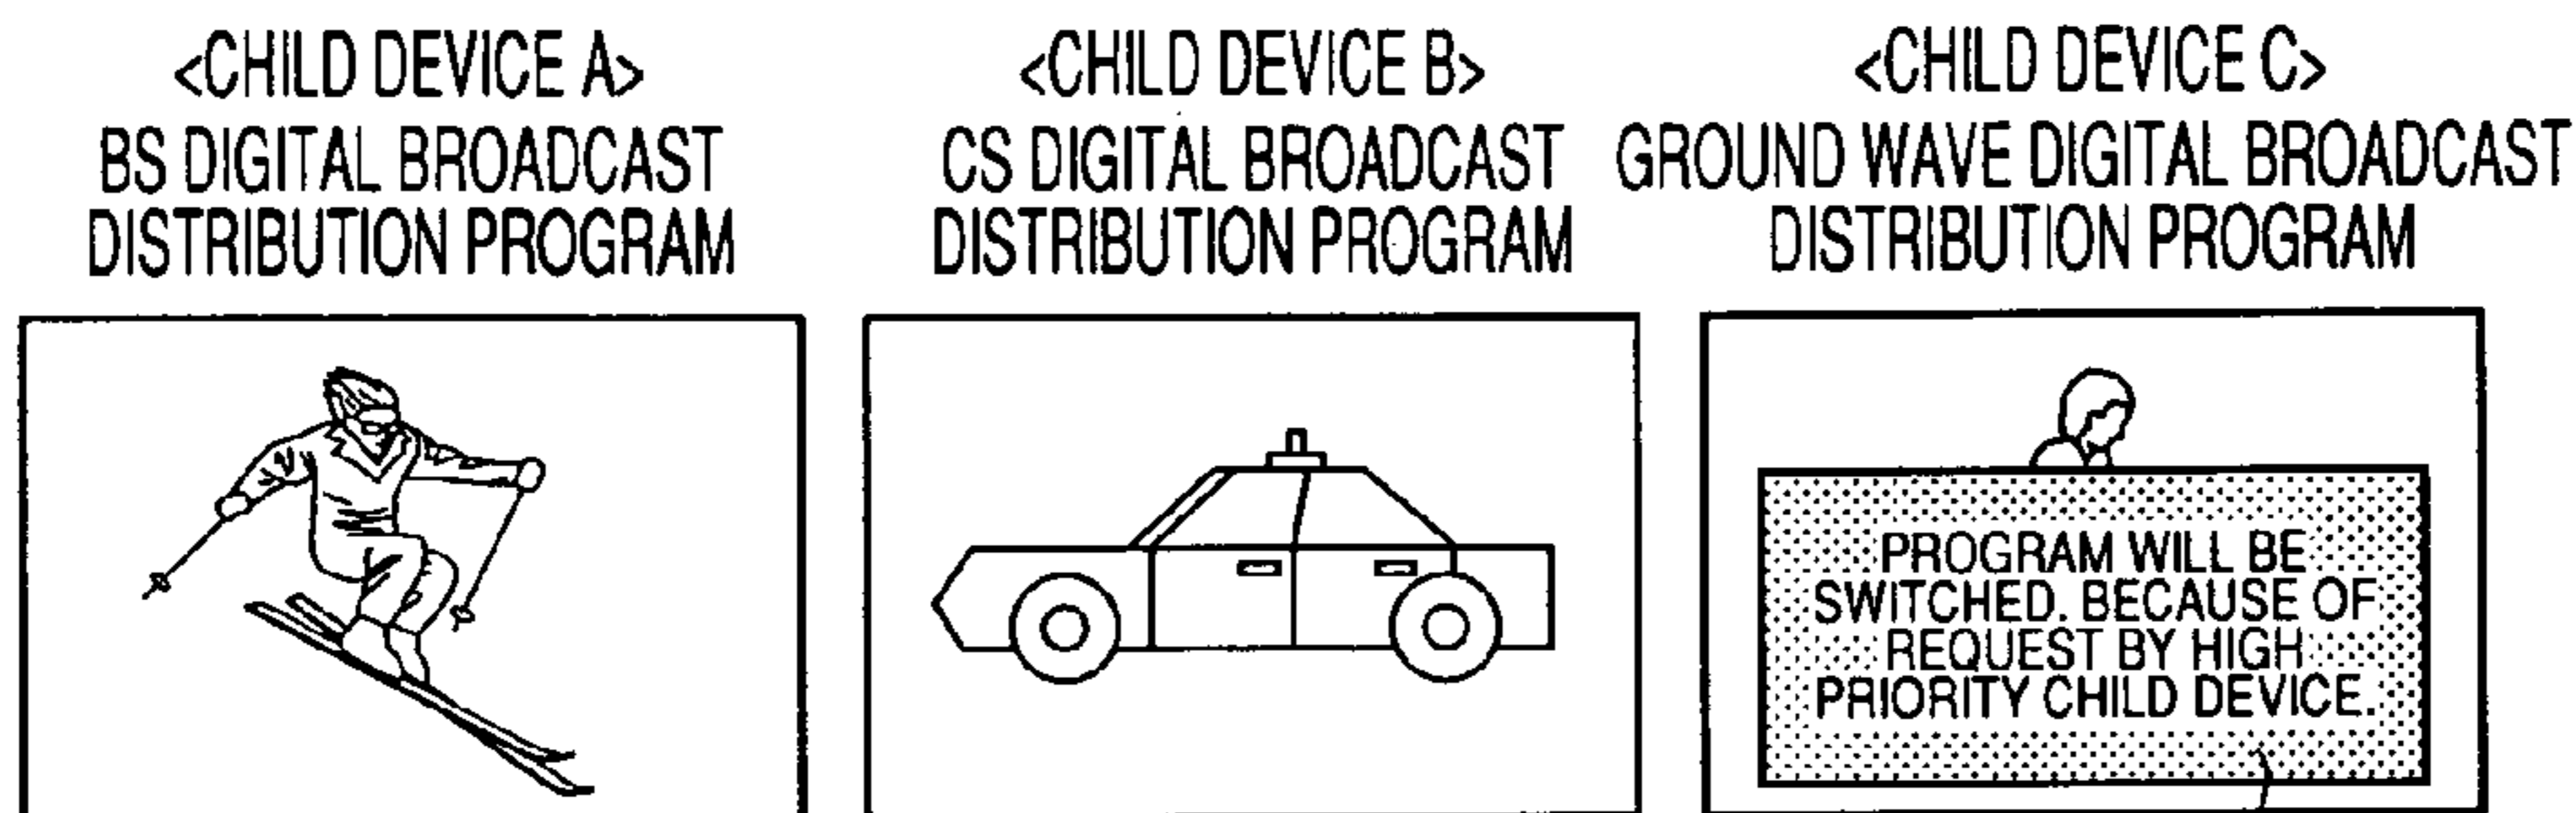 <CHILD DEVICE A>
BS DIGITAL BROADCAST
DISTRIBUTION PROGRAM
<CHILD DEVICE B>
CS DIGITAL BROADCAST
DISTRIBUTION PROGRAM
<CHILD DEVICE C>
GROUND WAVE DIGITAL BROADCAST
DISTRIBUTION PROGRAM
PROGRAM WILL BE
SWITCHED. BECAUSE OF
REQUEST BY HIGH
PRIORITY CHILD DEVICE.